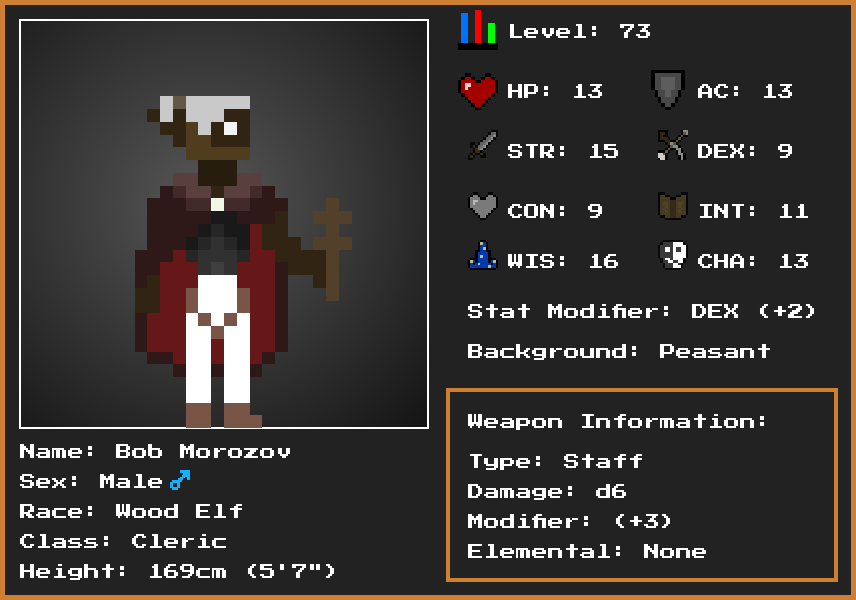 Level: 73
HP: 13 AC: 13
STR: 15 DEX: 9
CON: 9 INT: 11
WIS: 16 CHA: 13
Stat Modifier: DEX (+2)
Background: Peasant
Weapon Information:
Type: Staff
Damage: d6
Modifier: (+3)
Elemental: None
Name: Bob Morozov
Sex: Male ♂
Race: Wood Elf
Class: Cleric
Height: 169cm (5'7")